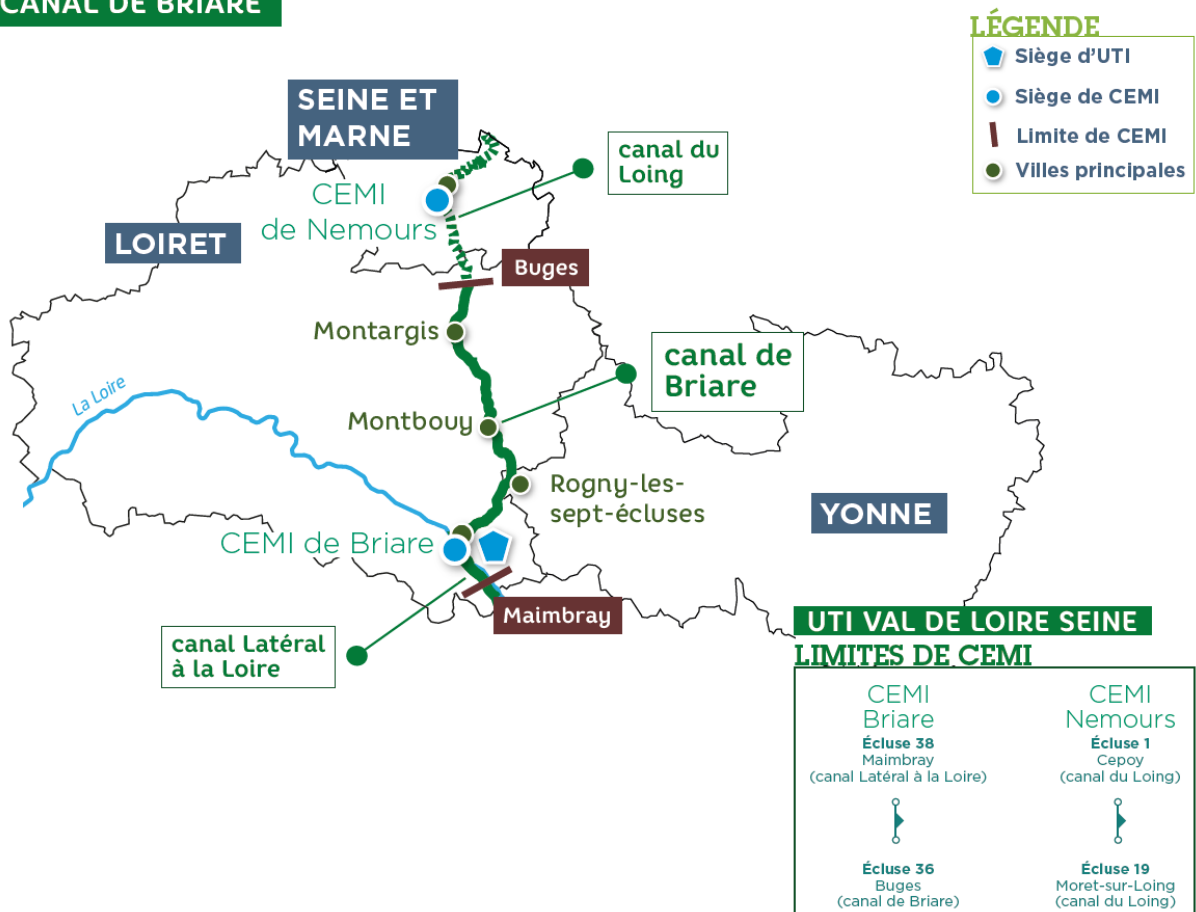 CANAL DE BRIARE
LÉGENDE
Siège d'UTI
Siège de CEMI
Limite de CEMI
Villes principales
SEINE ET
MARNE
canal du
Loing
CEMI
de Nemours
LOIRET
Buges
Montargis
canal de
Briare
La Loire
Montbouy
Rogny-les-
sept-écluses
YONNE
CEMI de Briare
Maimbray
canal Latéral
à la Loire
UTI VAL DE LOIRE SEINE
LIMITES DE CEMI
CEMI
Briare
Écluse 38
Maimbray
(canal Latéral à la Loire)
Écluse 36
Buges
(canal de Briare)
CEMI
Nemours
Écluse 1
Cepoy
(canal du Loing)
Écluse 19
Moret-sur-Loing
(canal du Loing)